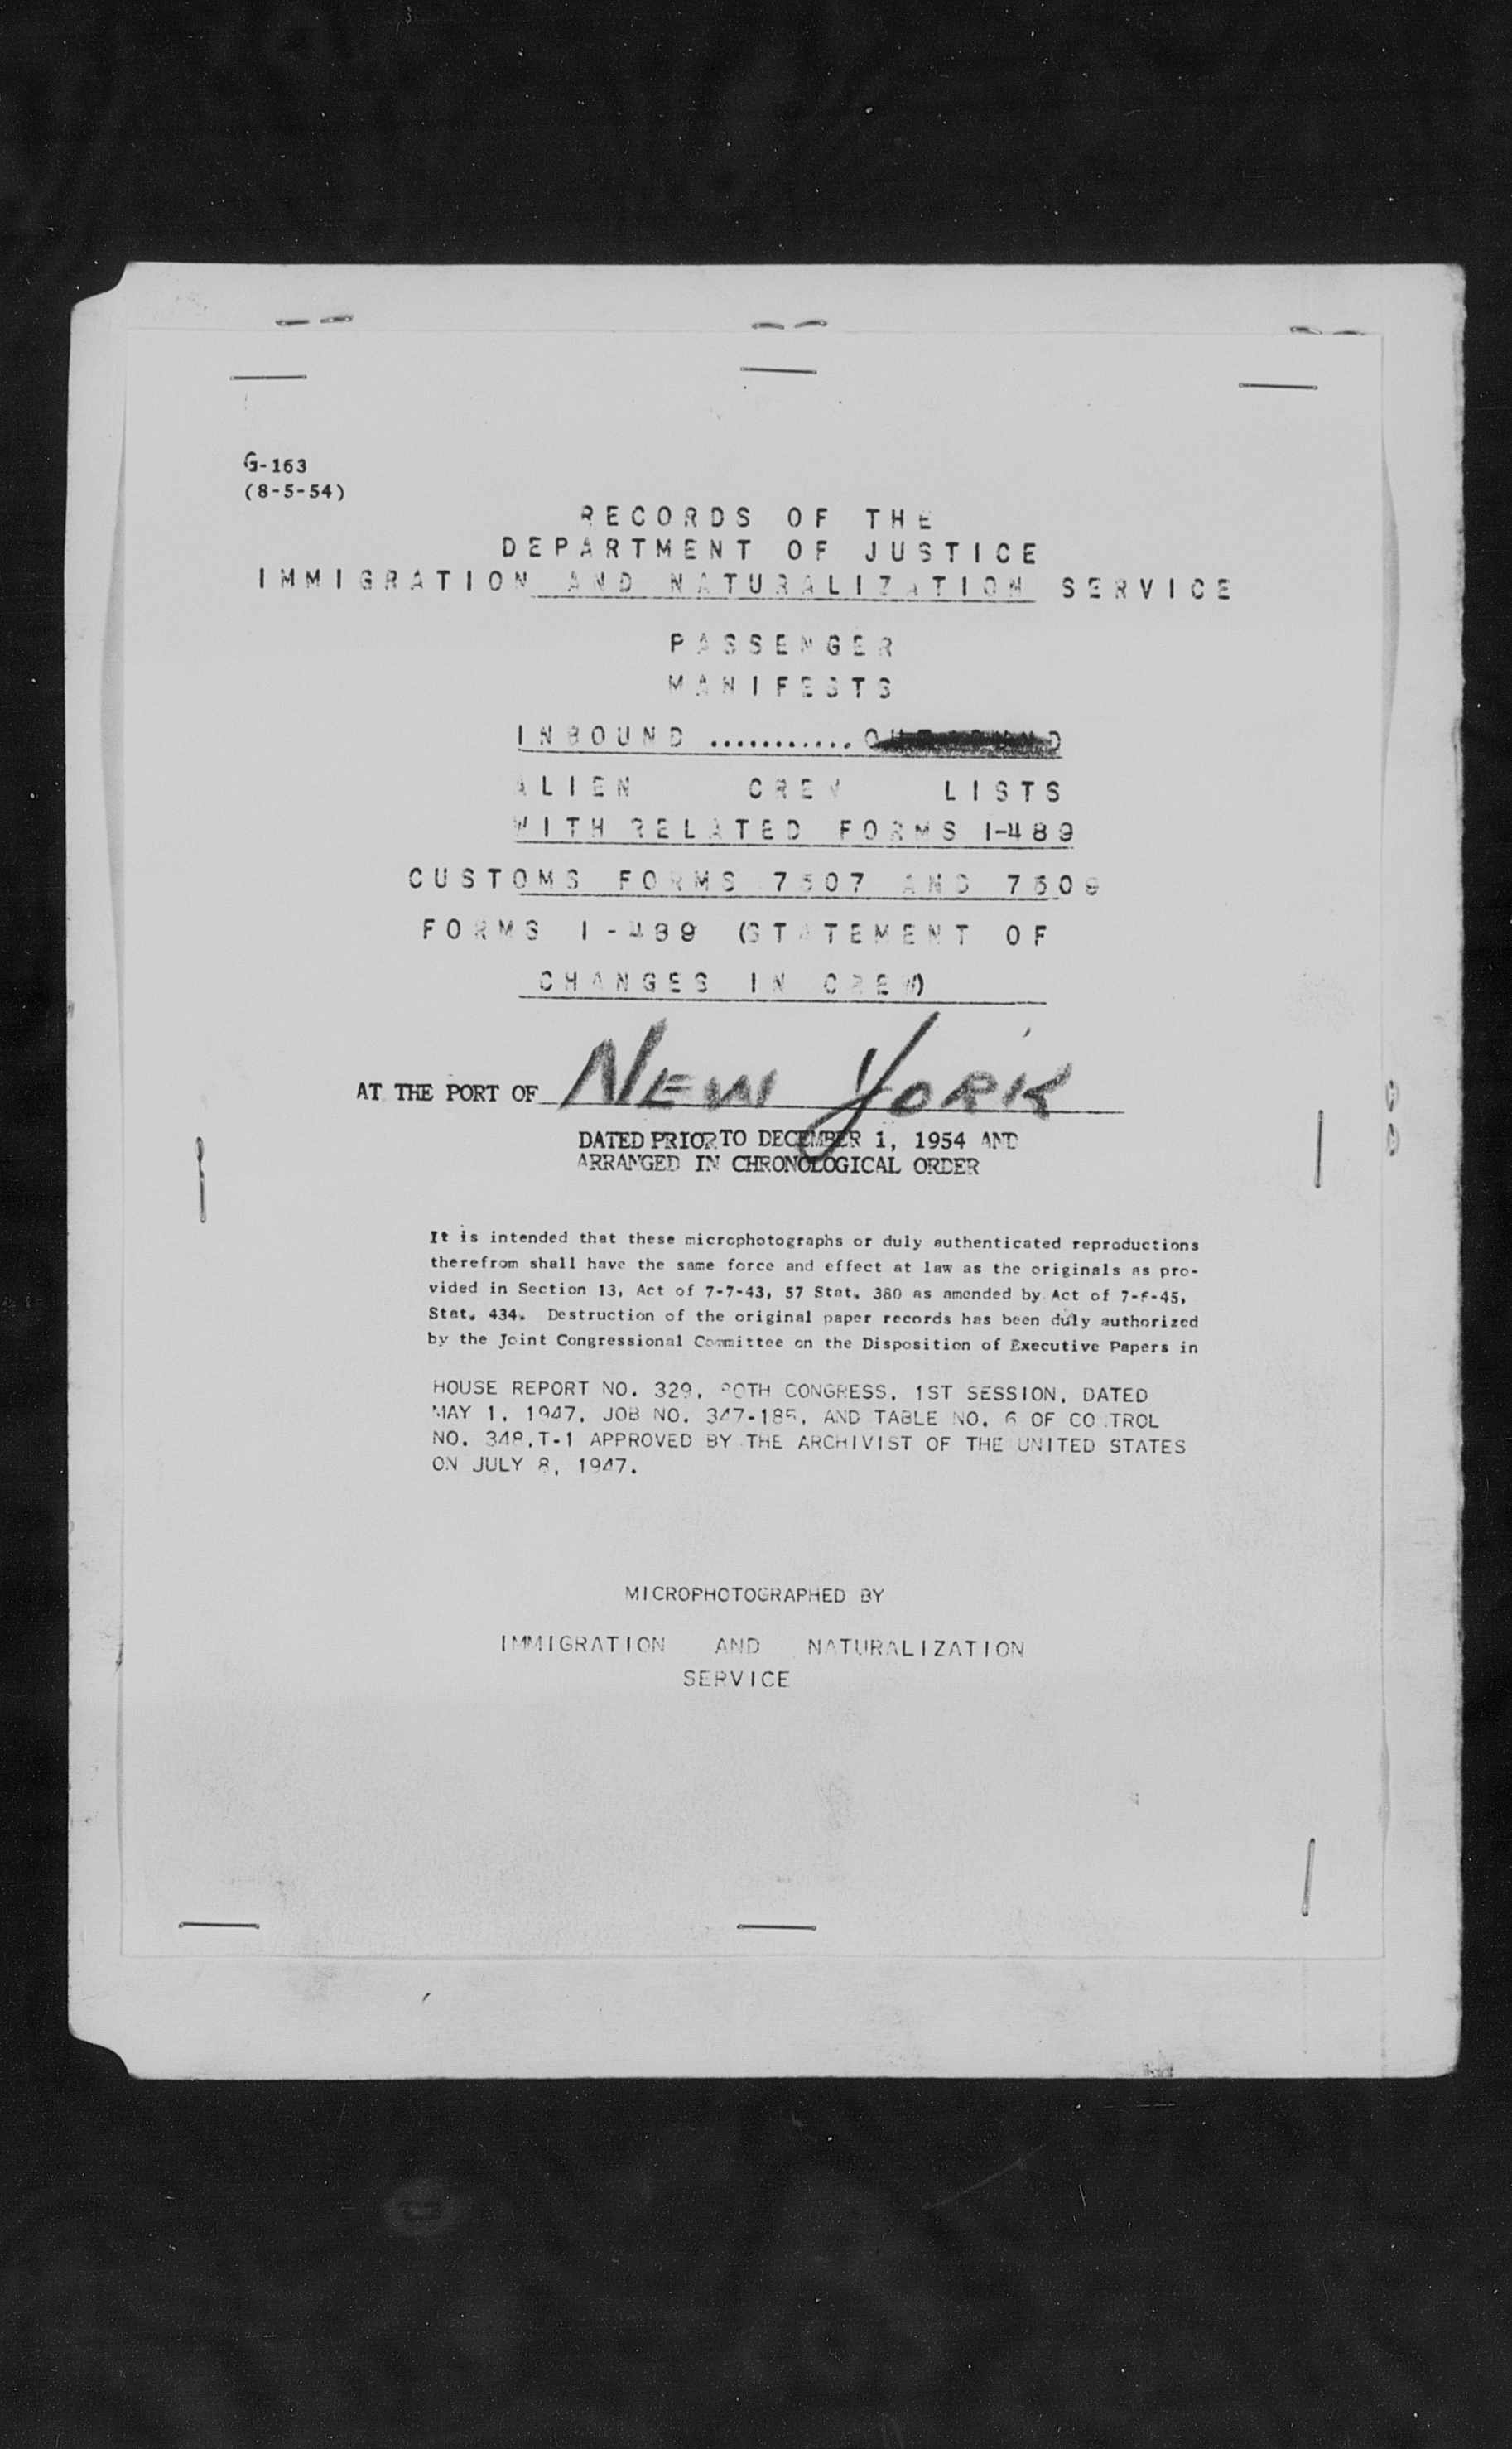 G-163
(8-5-54)
RECORDS OF THE
DEPARTMENT OF JUSTICE
IMMIGRATION AND NATURALIZATION SERVICE
PASSENGER
MANIFESTS
INBOUND ...........
ALIEN CREW LISTS
WITH RELATED FORMS I-489
CUSTOMS FORMS 7507 AND 7509
FORMS I-489 (STATEMENT OF
CHANGES IN CREW)
AT THE PORT OF NEW YORK
DATED PRIOR TO DECEMBER 1, 1954 AND
ARRANGED IN CHRONOLOGICAL ORDER
It is intended that these microphotographs or duly authenticated reproductions
therefrom shall have the same force and effect at law as the originals as pro-
vided in Section 13, Act of 7-7-43, 57 Stat. 380 as amended by Act of 7-6-45,
Stat. 434. Destruction of the original paper records has been duly authorized
by the Joint Congressional Committee on the Disposition of Executive Papers in
HOUSE REPORT NO. 329, 80TH CONGRESS, 1ST SESSION, DATED
MAY 1, 1947, JOB NO. 347-185, AND TABLE NO. 6 OF CO TROL
NO. 348,T-1 APPROVED BY THE ARCHIVIST OF THE UNITED STATES
ON JULY 8, 1947.
MICROPHOTOGRAPHED BY
IMMIGRATION AND NATURALIZATION
SERVICE